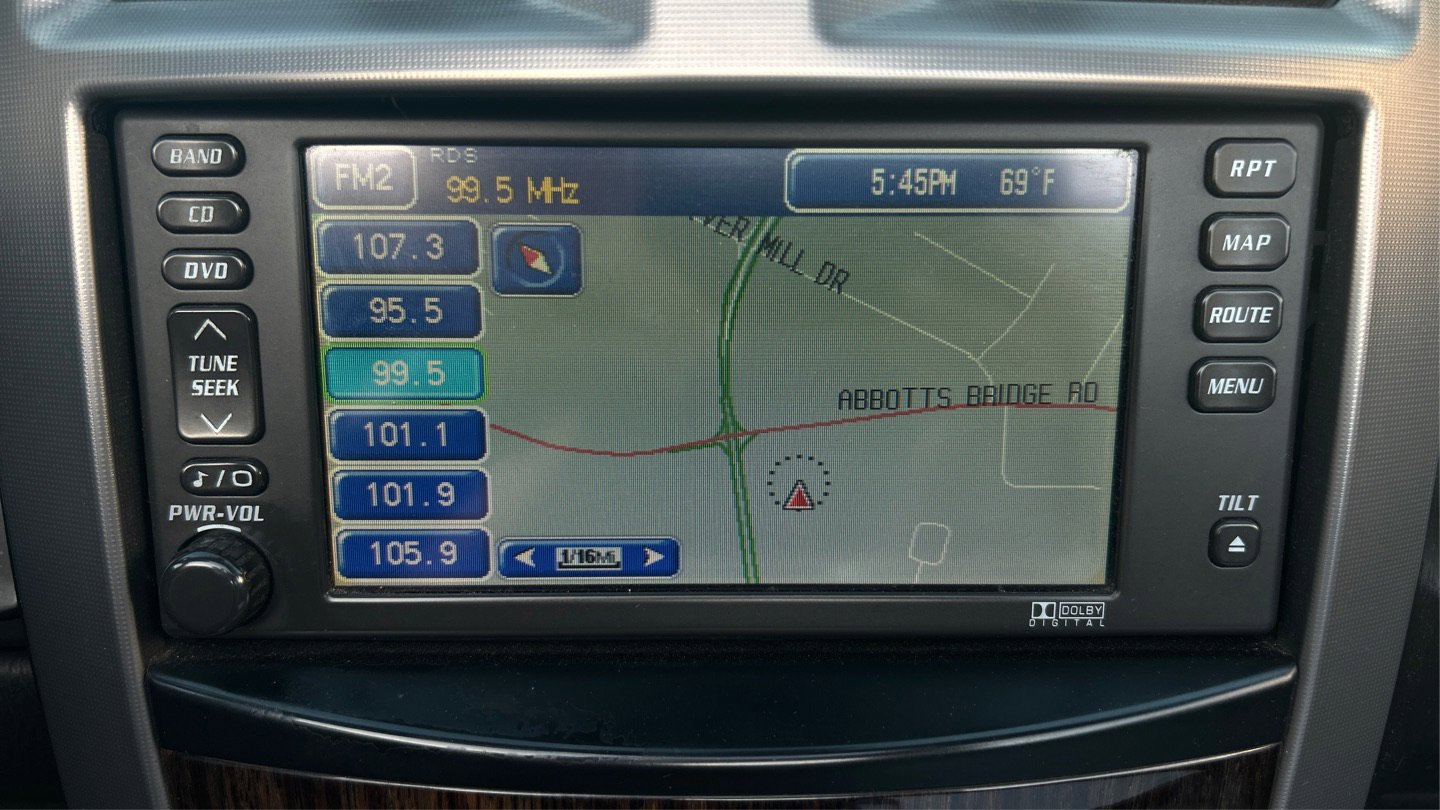 BAND
CD
DVD
TUNE
SEEK
PWR-VOL
FM2
RDS
99.5 MHz
5:45PM 69°F
107.3
95.5
99.5
101.1
101.9
105.9
MILL DR
ABBOTTS BRIDGE RD
1/16Mi
RPT
MAP
ROUTE
MENU
TILT
DOLBY
DIGITAL